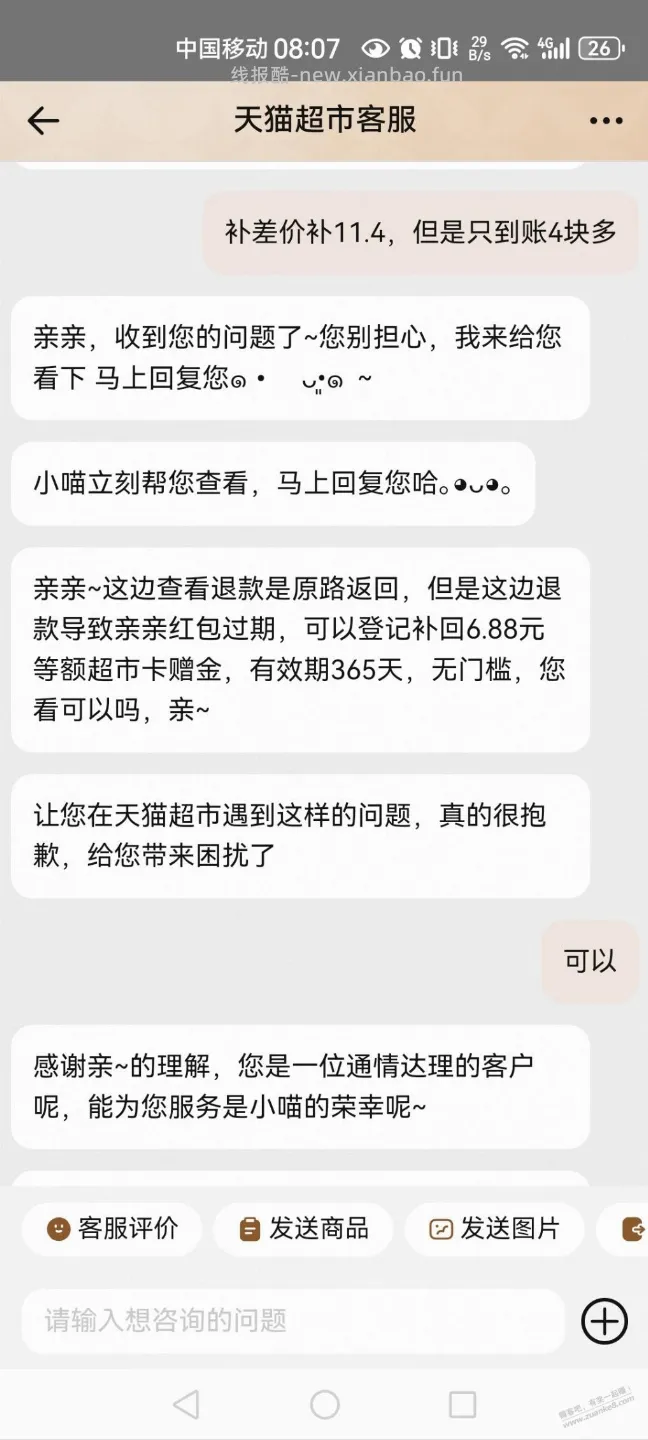 中国移动 08:07 29 B/s 4G 26
线报酷-new.xianbao.fun
天猫超市客服
补差价补11.4，但是只到账4块多
亲亲，收到您的问题了~您别担心，我来给您
看下 马上回复您๑・̀ᴗ•́๑ ~
小喵立刻帮您查看，马上回复您哈。◕ᴗ◕。
亲亲~这边查看退款是原路返回，但是这边退
款导致亲亲红包过期，可以登记补回6.88元
等额超市卡赠金，有效期365天，无门槛，您
看可以吗，亲~
让您在天猫超市遇到这样的问题，真的很抱
歉，给您带来困扰了
可以
感谢亲~的理解，您是一位通情达理的客户
呢，能为您服务是小喵的荣幸呢~
客服评价 发送商品 发送图片
请输入想咨询的问题
www.zuanke8.com